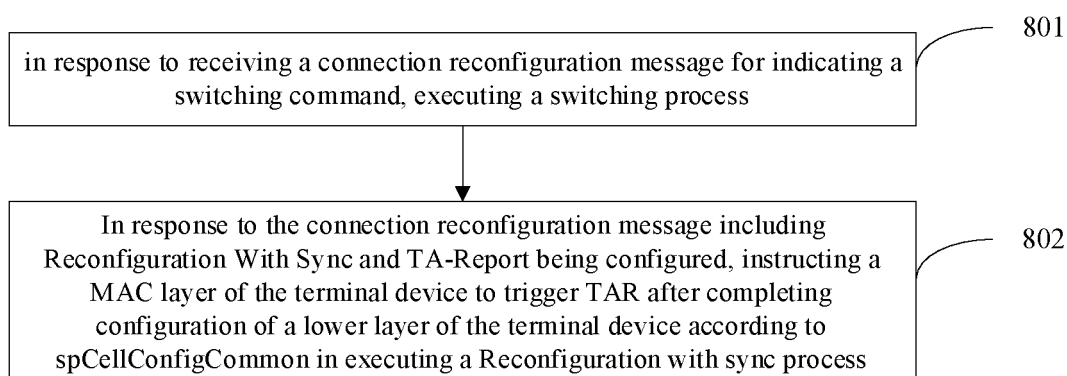 801
in response to receiving a connection reconfiguration message for indicating a
switching command, executing a switching process
In response to the connection reconfiguration message including
Reconfiguration With Sync and TA-Report being configured, instructing a
MAC layer of the terminal device to trigger TAR after completing
configuration of a lower layer of the terminal device according to
spCellConfigCommon in executing a Reconfiguration with sync process
802